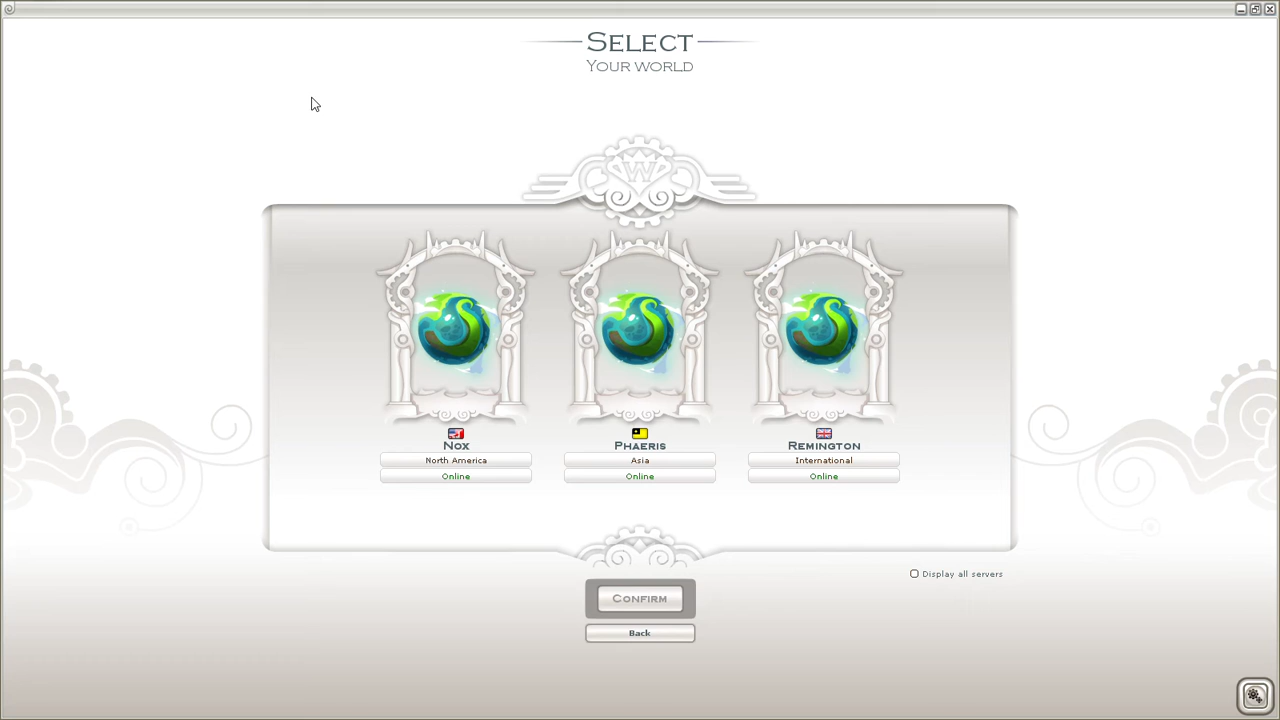 SELECT
YOUR WORLD
W
NOX
North America
Online
PHAERIS
Asia
Online
REMINGTON
International
Online
Display all servers
CONFIRM
Back